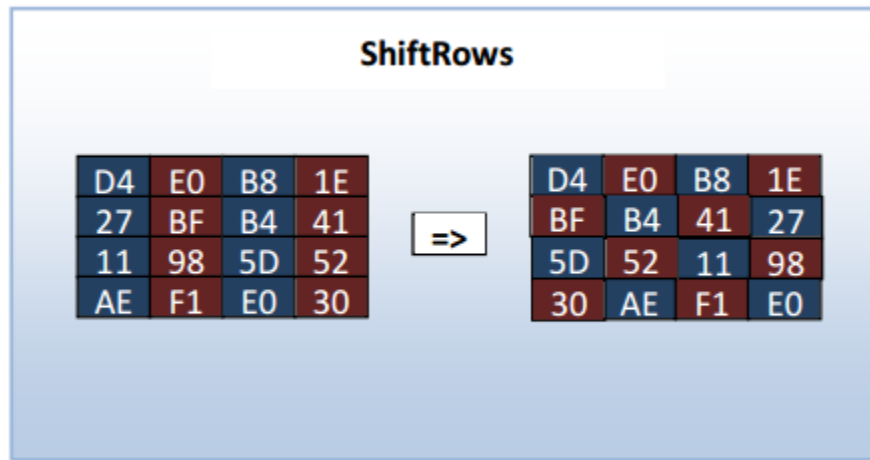 ShiftRows
D4 E0 B8 1E
27 BF B4 41
11 98 5D 52
AE F1 E0 30
=>
D4 E0 B8 1E
BF B4 41 27
5D 52 11 98
30 AE F1 E0